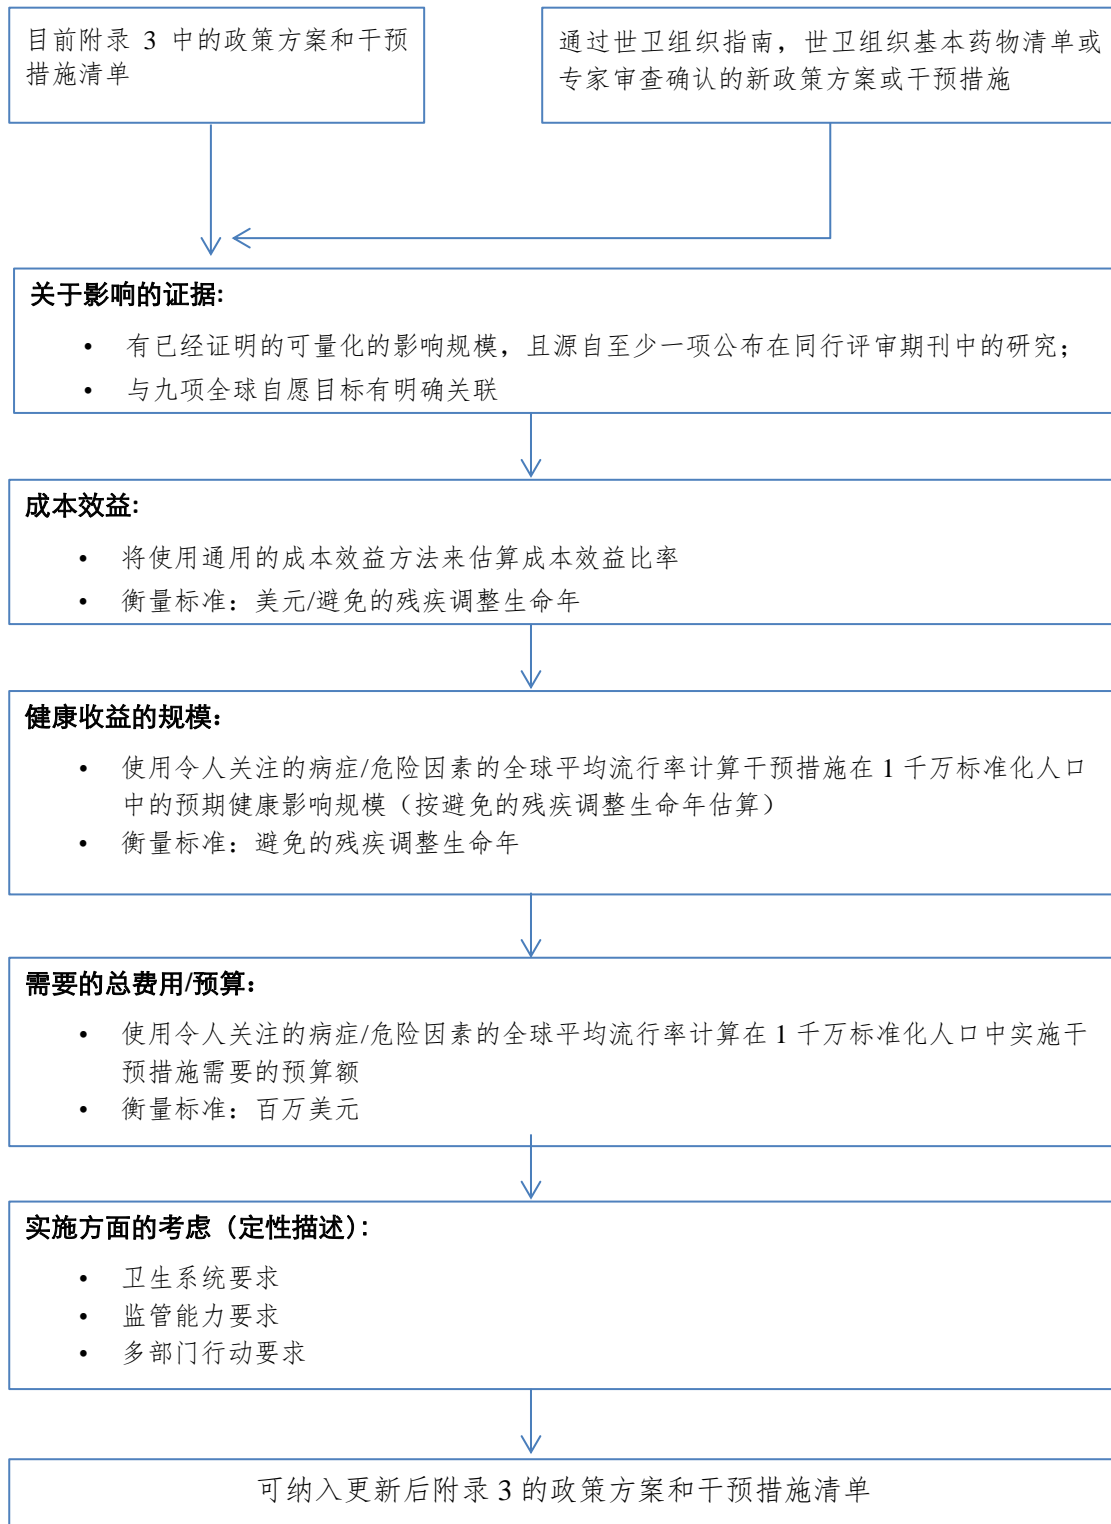 目前附录 3 中的政策方案和干预
措施清单
通过世卫组织指南，世卫组织基本药物清单或
专家审查确认的新政策方案或干预措施
关于影响的证据:
• 有已经证明的可量化的影响规模，且源自至少一项公布在同行评审期刊中的研究；
• 与九项全球自愿目标有明确关联
成本效益:
• 将使用通用的成本效益方法来估算成本效益比率
• 衡量标准：美元/避免的残疾调整生命年
健康收益的规模：
• 使用令人关注的病症/危险因素的全球平均流行率计算干预措施在 1 千万标准化人口
中的预期健康影响规模（按避免的残疾调整生命年估算）
• 衡量标准：避免的残疾调整生命年
需要的总费用/预算：
• 使用令人关注的病症/危险因素的全球平均流行率计算在 1 千万标准化人口中实施干
预措施需要的预算额
• 衡量标准：百万美元
实施方面的考虑（定性描述）：
• 卫生系统要求
• 监管能力要求
• 多部门行动要求
可纳入更新后附录 3 的政策方案和干预措施清单